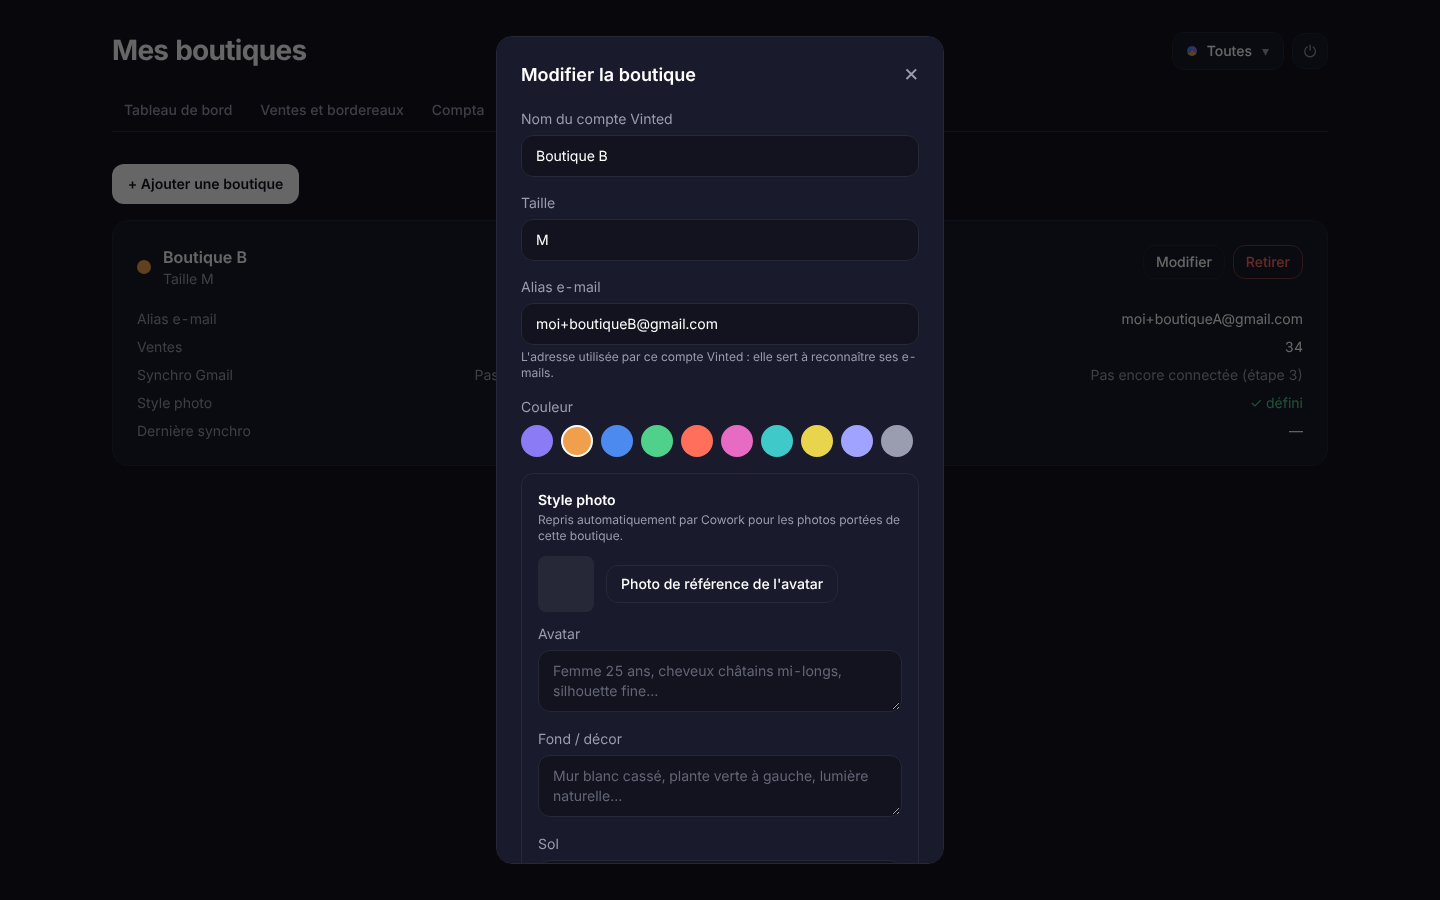 Mes boutiques
Toutes ▾
Tableau de bord
Ventes et bordereaux
Compta
+ Ajouter une boutique
Boutique B
Taille M
Alias e-mail
Ventes
Synchro Gmail
Pas
Style photo
Dernière synchro
Modifier
Retirer
moi+boutiqueA@gmail.com
34
Pas encore connectée (étape 3)
✓ défini
—
Modifier la boutique
✕
Nom du compte Vinted
Boutique B
Taille
M
Alias e-mail
moi+boutiqueB@gmail.com
L'adresse utilisée par ce compte Vinted : elle sert à reconnaître ses e-
mails.
Couleur
Style photo
Repris automatiquement par Cowork pour les photos portées de
cette boutique.
Photo de référence de l'avatar
Avatar
Femme 25 ans, cheveux châtains mi-longs,
silhouette fine…
Fond / décor
Mur blanc cassé, plante verte à gauche, lumière
naturelle…
Sol